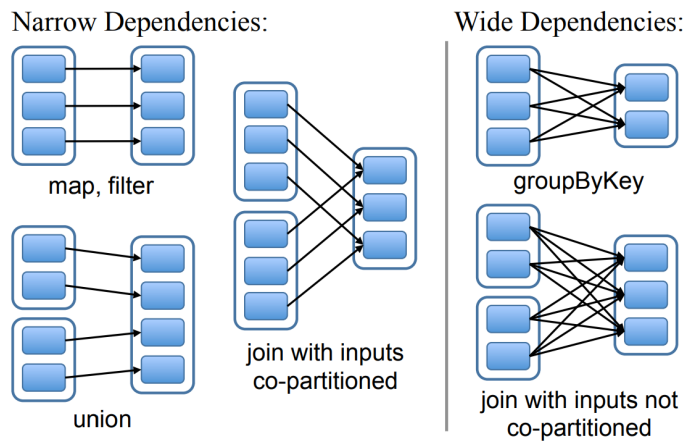 Narrow Dependencies:
map, filter
union
join with inputs
co-partitioned
Wide Dependencies:
groupByKey
join with inputs not
co-partitioned